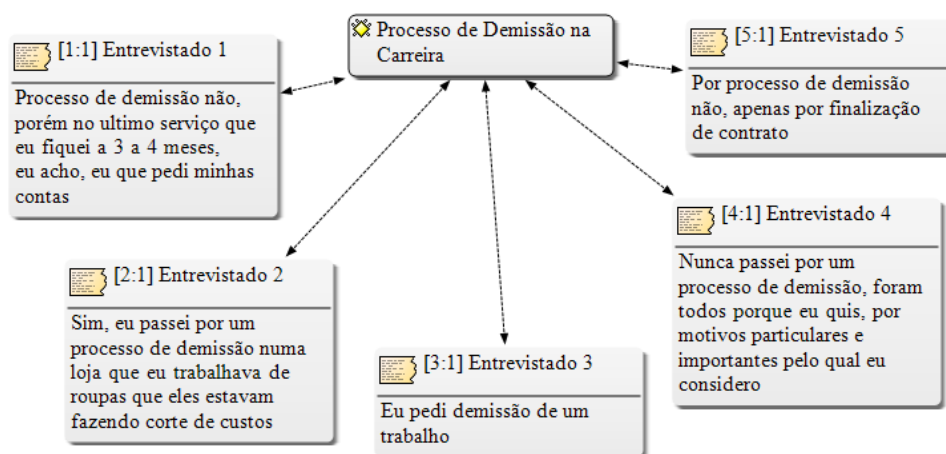 Processo de Demissão na
Carreira
[1:1] Entrevistado 1
Processo de demissão não,
porém no ultimo serviço que
eu fiquei a 3 a 4 meses,
eu acho, eu que pedi minhas
contas
[5:1] Entrevistado 5
Por processo de demissão
não, apenas por finalização
de contrato
[2:1] Entrevistado 2
Sim, eu passei por um
processo de demissão numa
loja que eu trabalhava de
roupas que eles estavam
fazendo corte de custos
[3:1] Entrevistado 3
Eu pedi demissão de um
trabalho
[4:1] Entrevistado 4
Nunca passei por um
processo de demissão, foram
todos porque eu quis, por
motivos particulares e
importantes pelo qual eu
considero